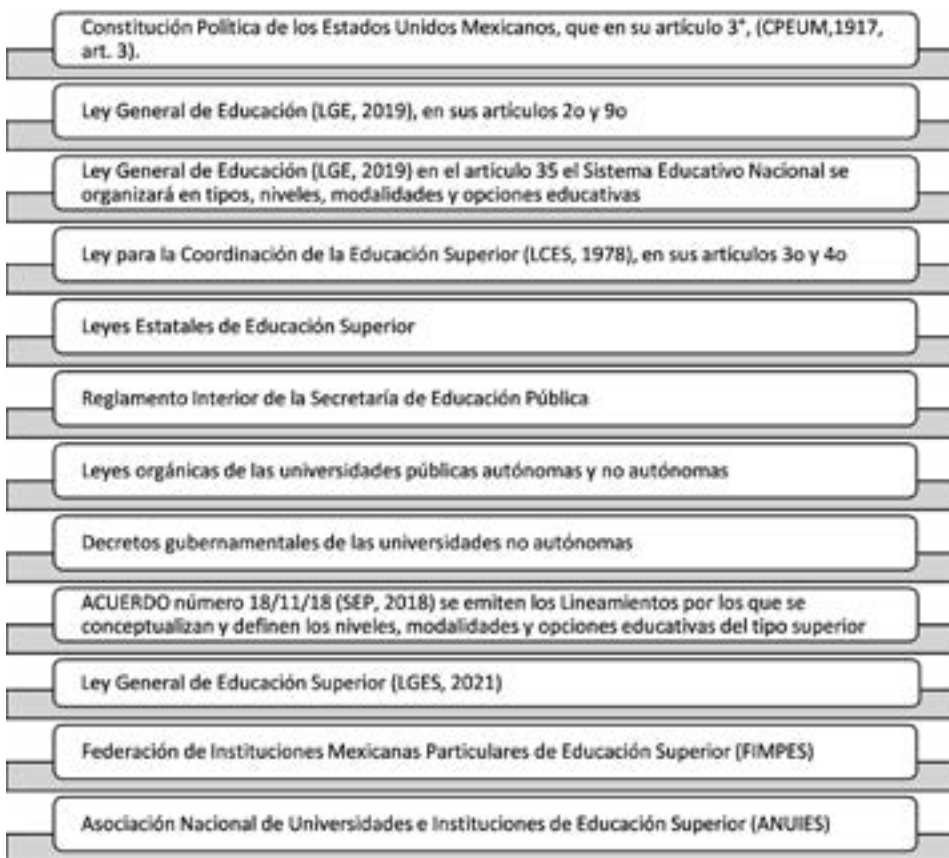 Constitución Política de los Estados Unidos Mexicanos, que en su artículo 3°, (CPEUM,1917,
art. 3).
Ley General de Educación (LGE, 2019), en sus artículos 2o y 9o
Ley General de Educación (LGE, 2019) en el artículo 35 el Sistema Educativo Nacional se
organizará en tipos, niveles, modalidades y opciones educativas
Ley para la Coordinación de la Educación Superior (LCES, 1978), en sus artículos 3o y 4o
Leyes Estatales de Educación Superior
Reglamento Interior de la Secretaría de Educación Pública
Leyes orgánicas de las universidades públicas autónomas y no autónomas
Decretos gubernamentales de las universidades no autónomas
ACUERDO número 18/11/18 (SEP, 2018) se emiten los Lineamientos por los que se
conceptualizan y definen los niveles, modalidades y opciones educativas del tipo superior
Ley General de Educación Superior (LGES, 2021)
Federación de Instituciones Mexicanas Particulares de Educación Superior (FIMPES)
Asociación Nacional de Universidades e Instituciones de Educación Superior (ANUIES)